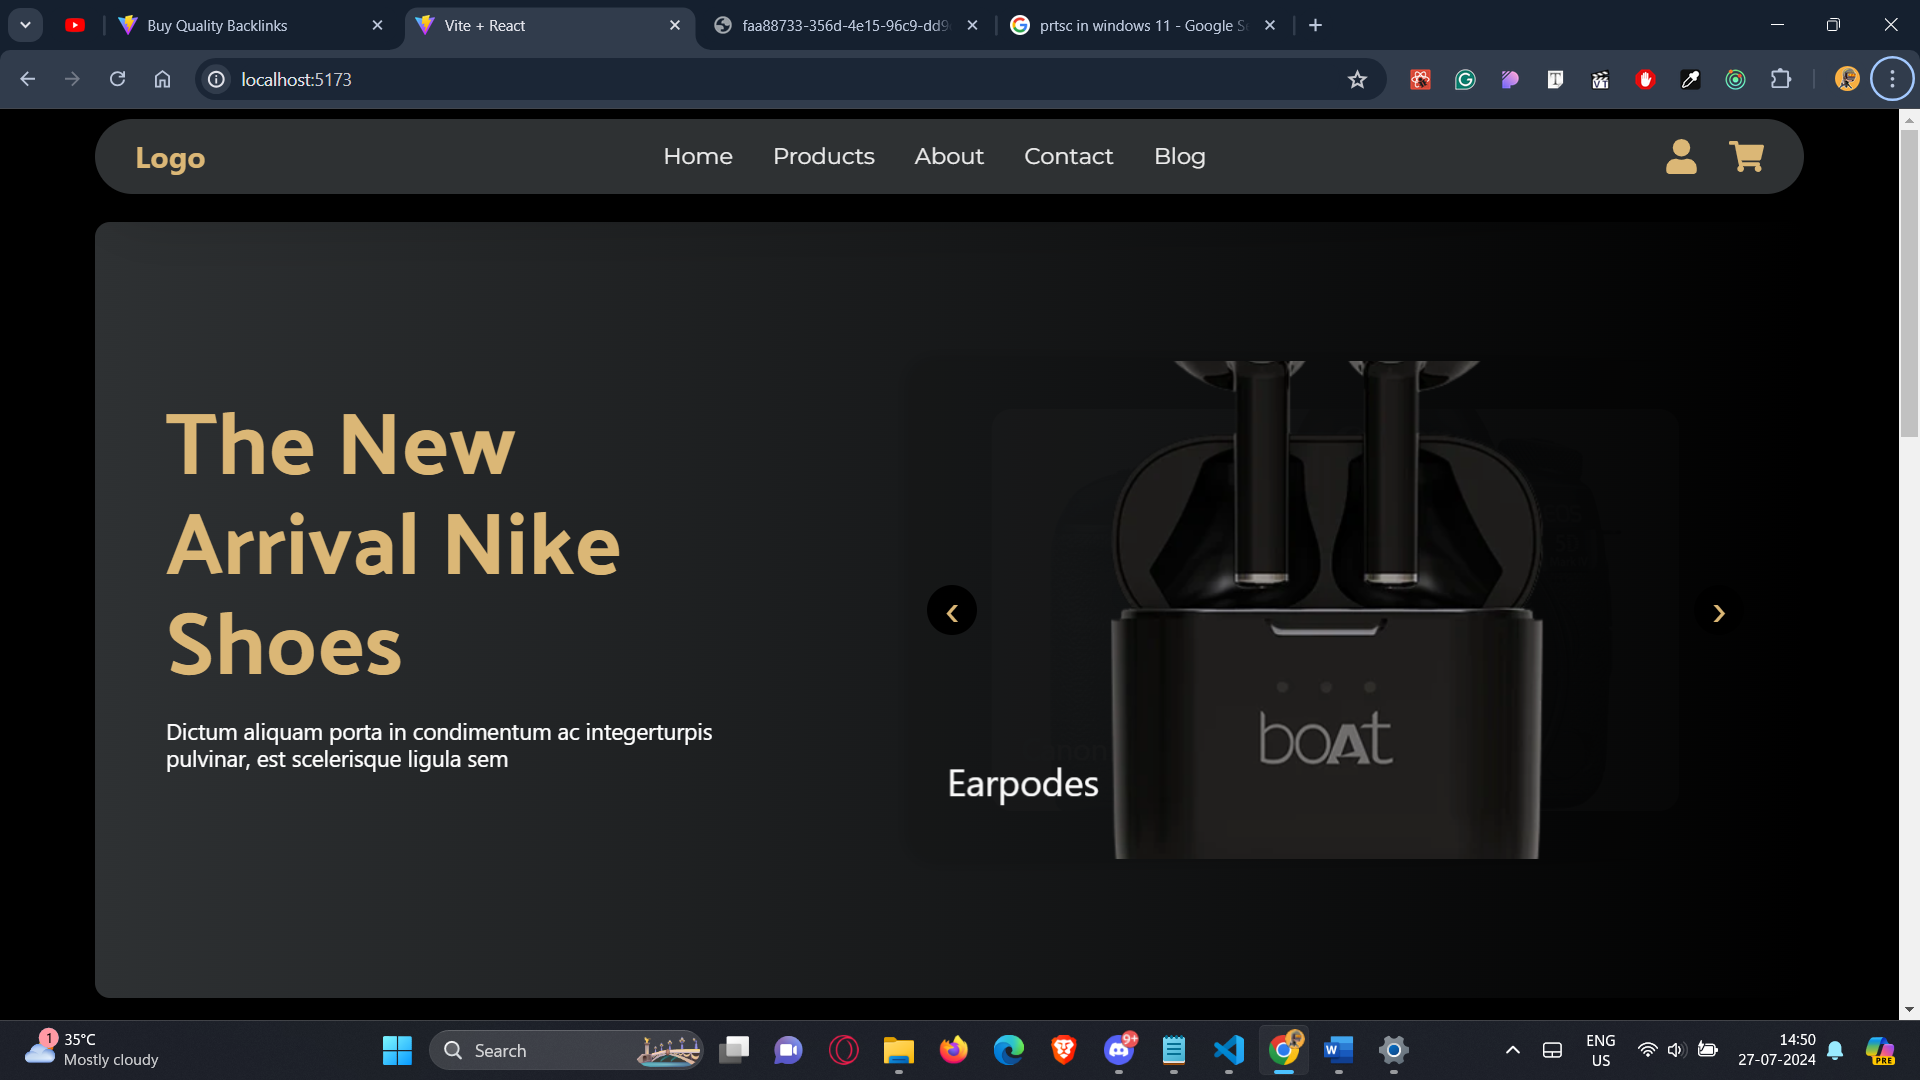 Buy Quality Backlinks
Vite + React
faa88733-356d-4e15-96c9-dd9
prtsc in windows 11 - Google Se
localhost:5173
Logo
Home
Products
About
Contact
Blog
The New
Arrival Nike
Shoes
Dictum aliquam porta in condimentum ac integerturpis
pulvinar, est scelerisque ligula sem
boAt
Earpodes
1
35°C
Mostly cloudy
Search
9+
ENG
US
14:50
27-07-2024
PRE